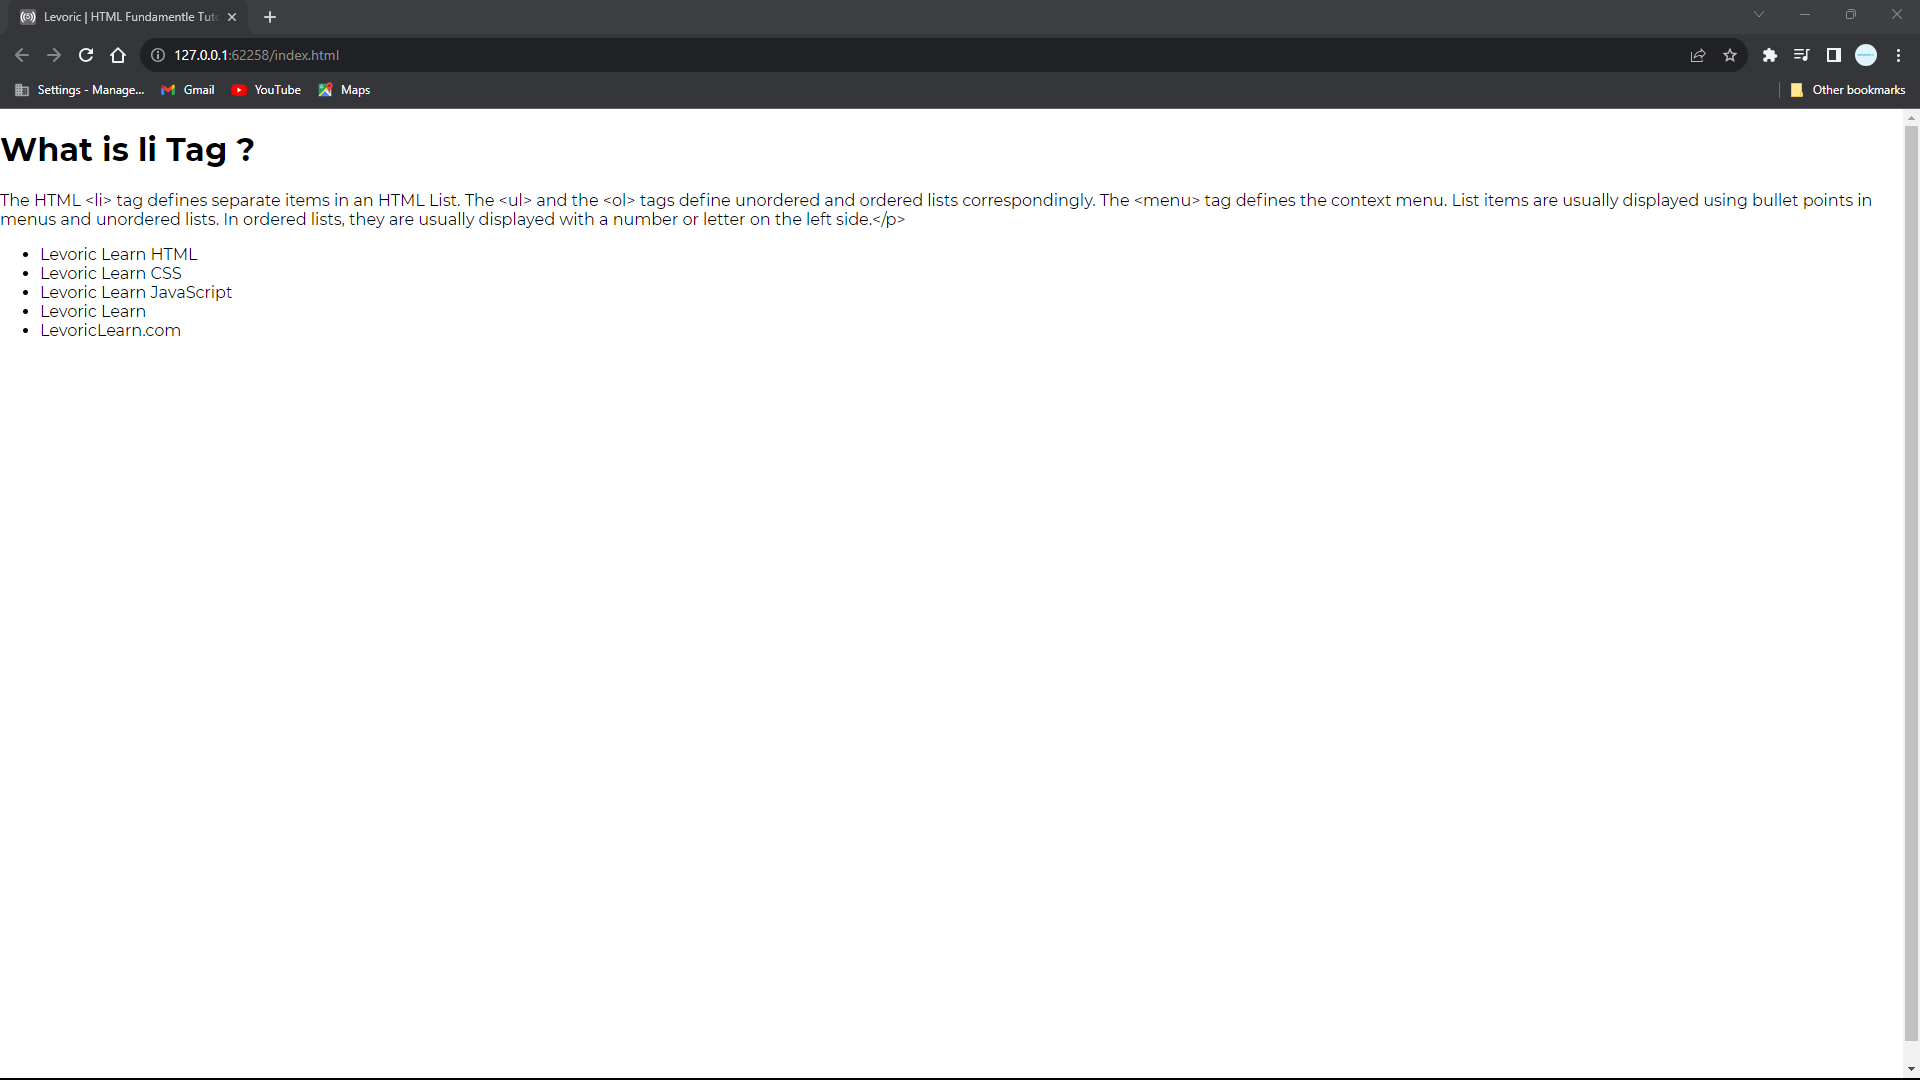 Levoric | HTML Fundamentle Tut
127.0.0.1:62258/index.html
Settings - Manage... Gmail YouTube Maps Other bookmarks
What is li Tag ?
The HTML <li> tag defines separate items in an HTML List. The <ul> and the <ol> tags define unordered and ordered lists correspondingly. The <menu> tag defines the context menu. List items are usually displayed using bullet points in
menus and unordered lists. In ordered lists, they are usually displayed with a number or letter on the left side.</p>
• Levoric Learn HTML
• Levoric Learn CSS
• Levoric Learn JavaScript
• Levoric Learn
• LevoricLearn.com